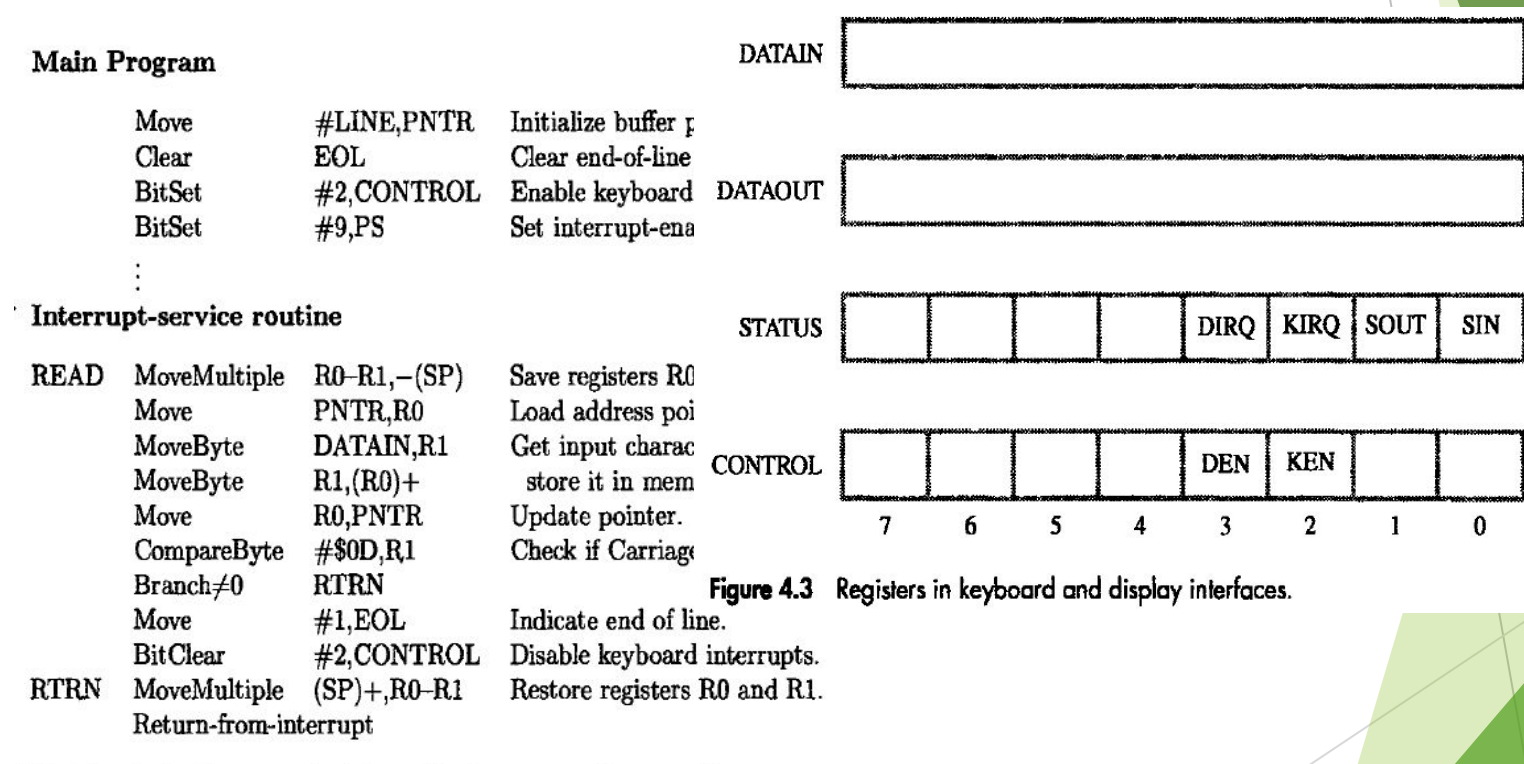 Main Program
Move #LINE,PNTR Initialize buffer
Clear EOL Clear end-of-line
BitSet #2,CONTROL Enable keyboard
BitSet #9,PS Set interrupt-ena
⋮
Interrupt-service routine
READ MoveMultiple R0–R1,−(SP) Save registers R0
Move PNTR,R0 Load address poi
MoveByte DATAIN,R1 Get input charac
MoveByte R1,(R0)+ store it in mem
Move R0,PNTR Update pointer.
CompareByte #$0D,R1 Check if Carriage
Branch≠0 RTRN
Move #1,EOL Indicate end of line.
BitClear #2,CONTROL Disable keyboard interrupts.
RTRN MoveMultiple (SP)+,R0–R1 Restore registers R0 and R1.
Return-from-interrupt
DATAIN
DATAOUT
STATUS DIRQ KIRQ SOUT SIN
CONTROL DEN KEN
7 6 5 4 3 2 1 0
Figure 4.3 Registers in keyboard and display interfaces.